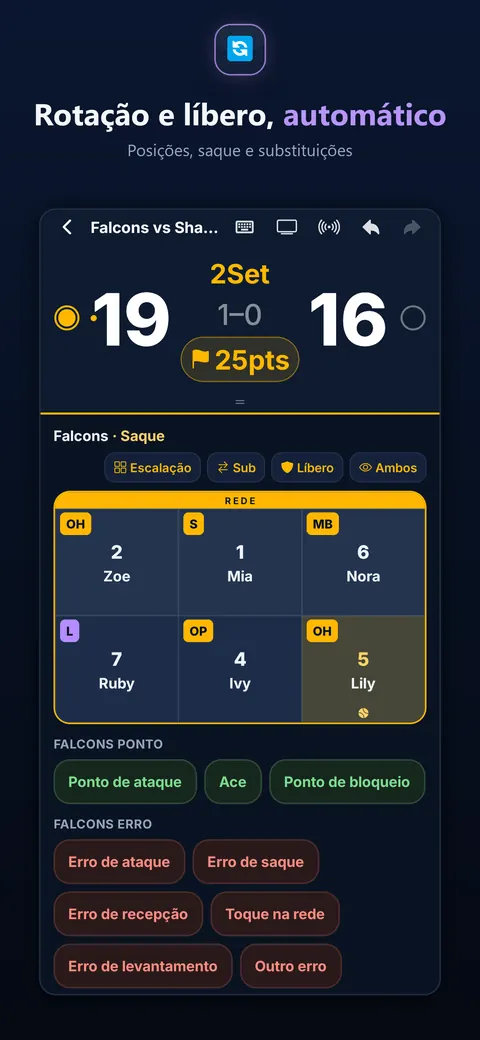 Rotação e líbero, automático
Posições, saque e substituições
Falcons vs Sha...
2Set
19
1–0
16
25pts
Falcons · Saque
Escalação
Sub
Líbero
Ambos
REDE
OH
2
Zoe
S
1
Mia
MB
6
Nora
L
7
Ruby
OP
4
Ivy
OH
5
Lily
FALCONS PONTO
Ponto de ataque
Ace
Ponto de bloqueio
FALCONS ERRO
Erro de ataque
Erro de saque
Erro de recepção
Toque na rede
Erro de levantamento
Outro erro